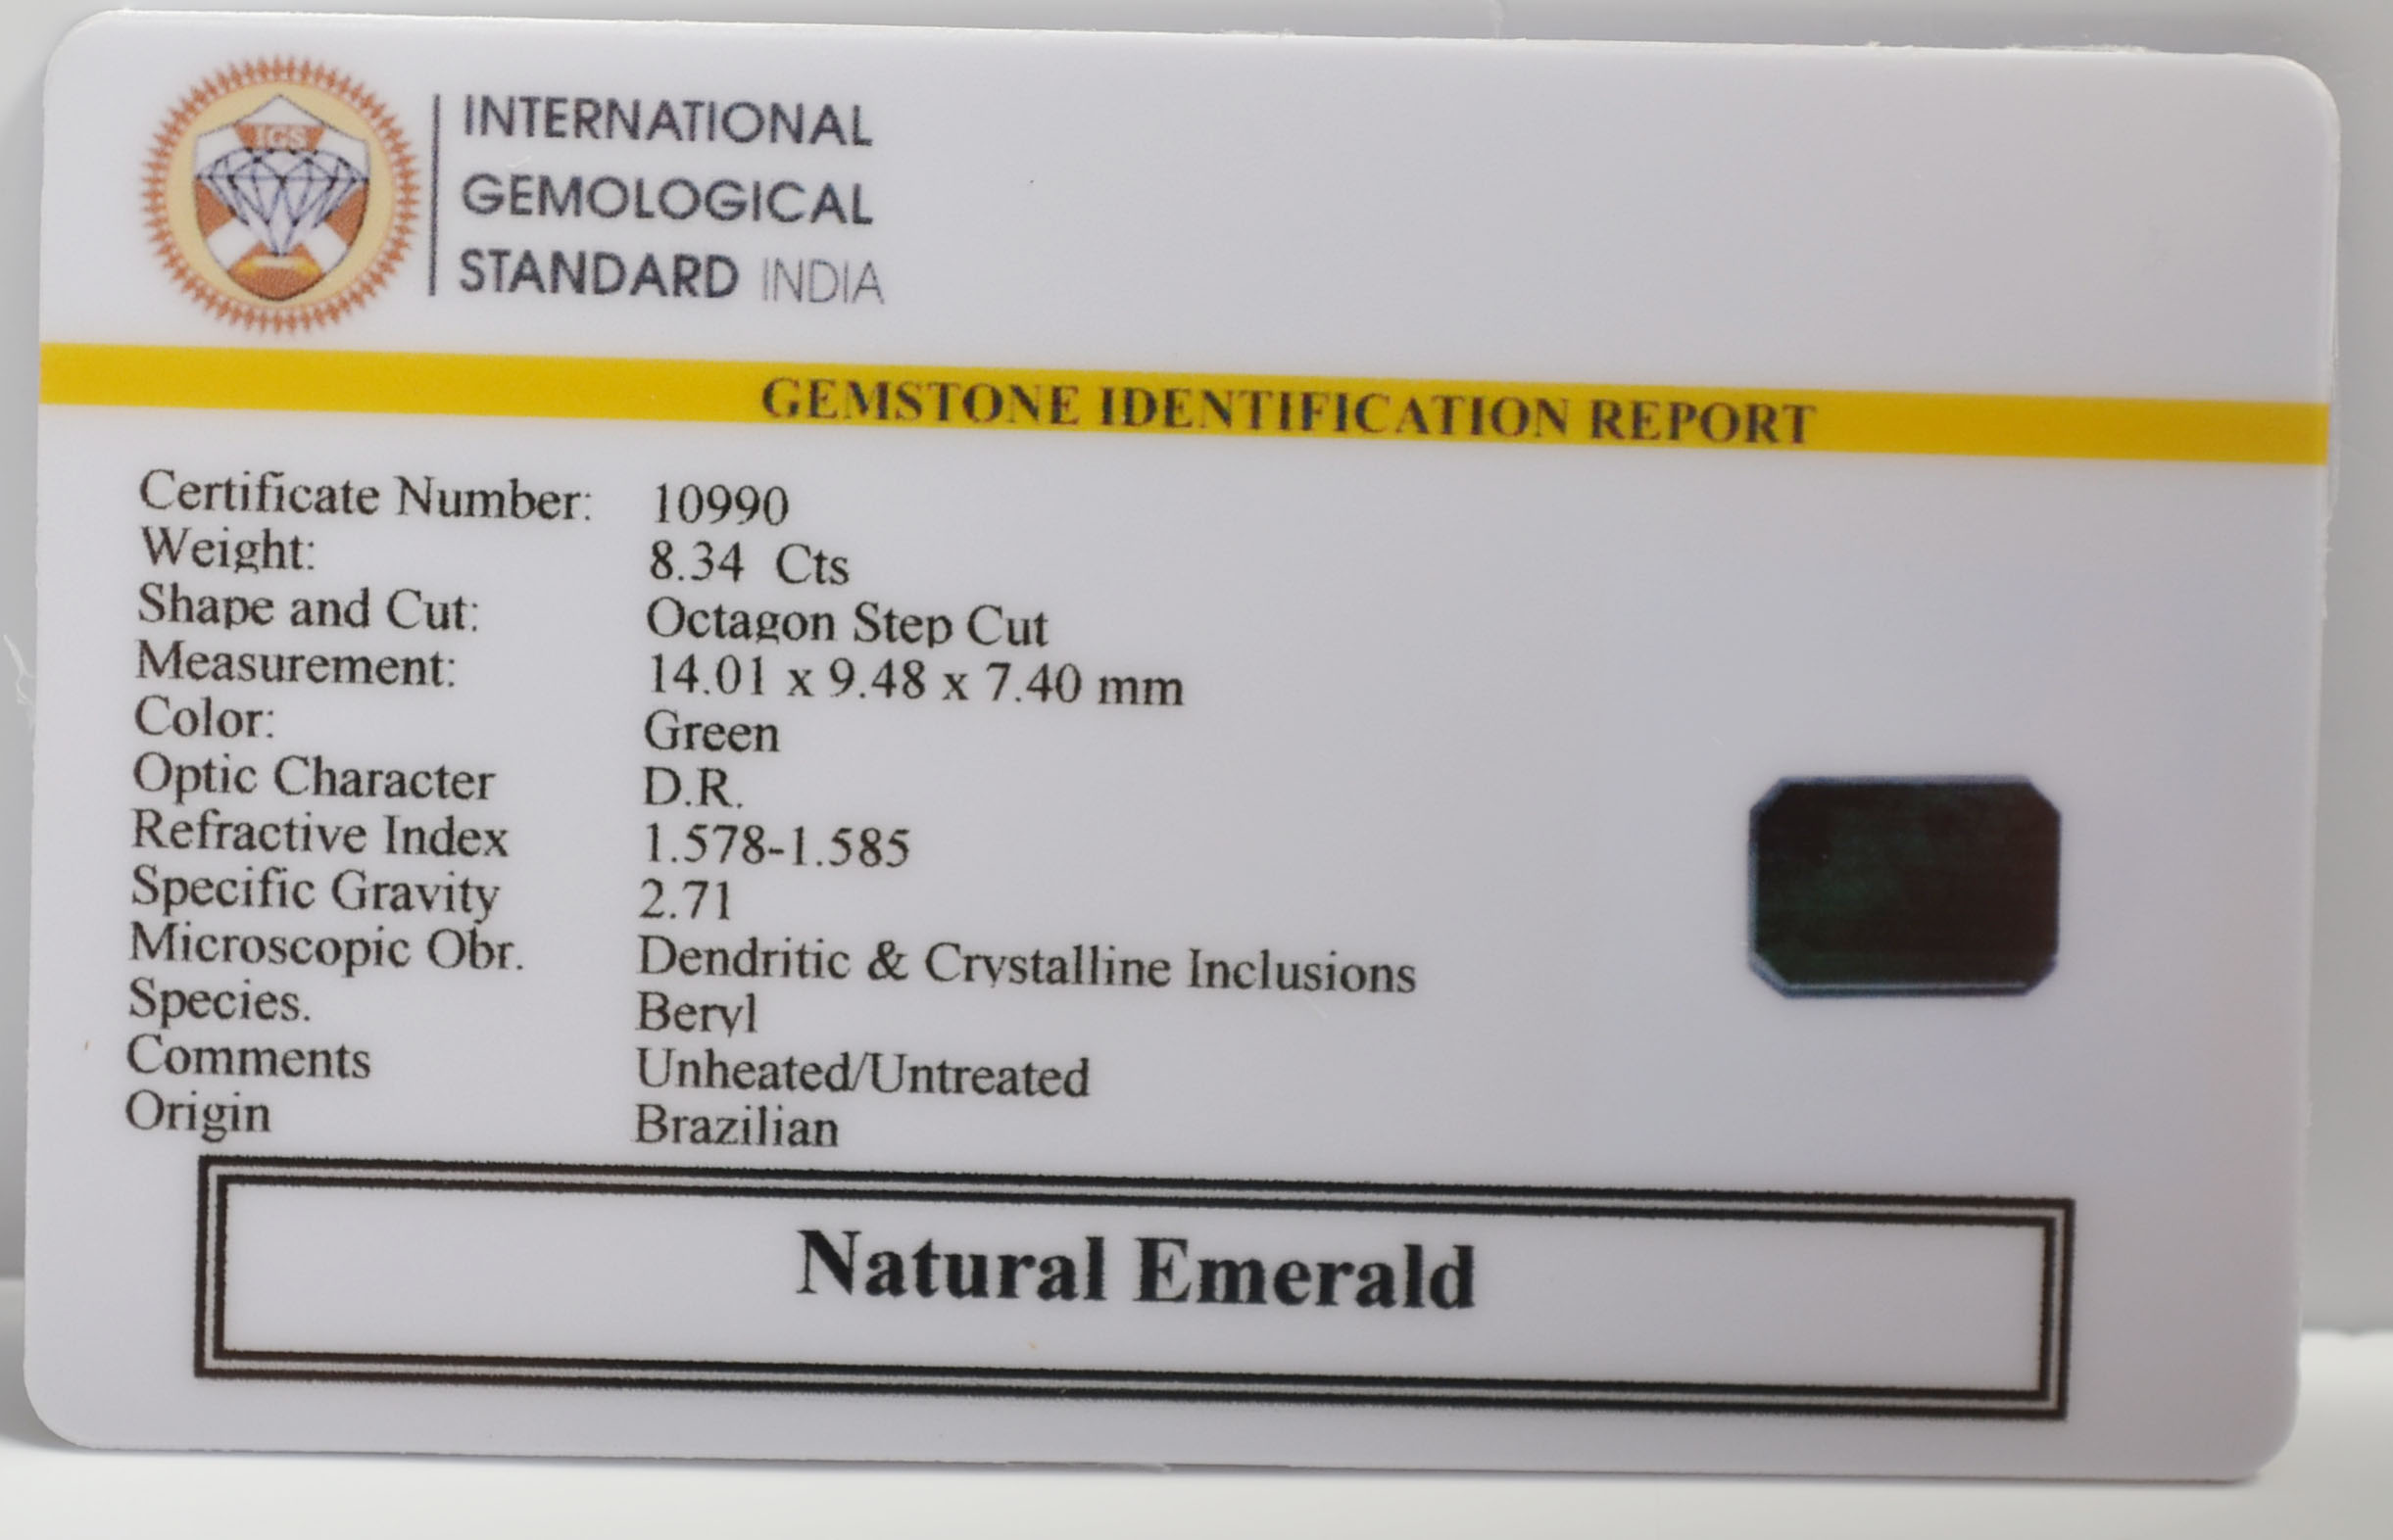 IGS
INTERNATIONAL
GEMOLOGICAL
STANDARD INDIA
GEMSTONE IDENTIFICATION REPORT
Certificate Number: 10990
Weight: 8.34 Cts
Shape and Cut: Octagon Step Cut
Measurement: 14.01 x 9.48 x 7.40 mm
Color: Green
Optic Character D.R.
Refractive Index 1.578-1.585
Specific Gravity 2.71
Microscopic Obr. Dendritic & Crystalline Inclusions
Species. Beryl
Comments Unheated/Untreated
Origin Brazilian
Natural Emerald